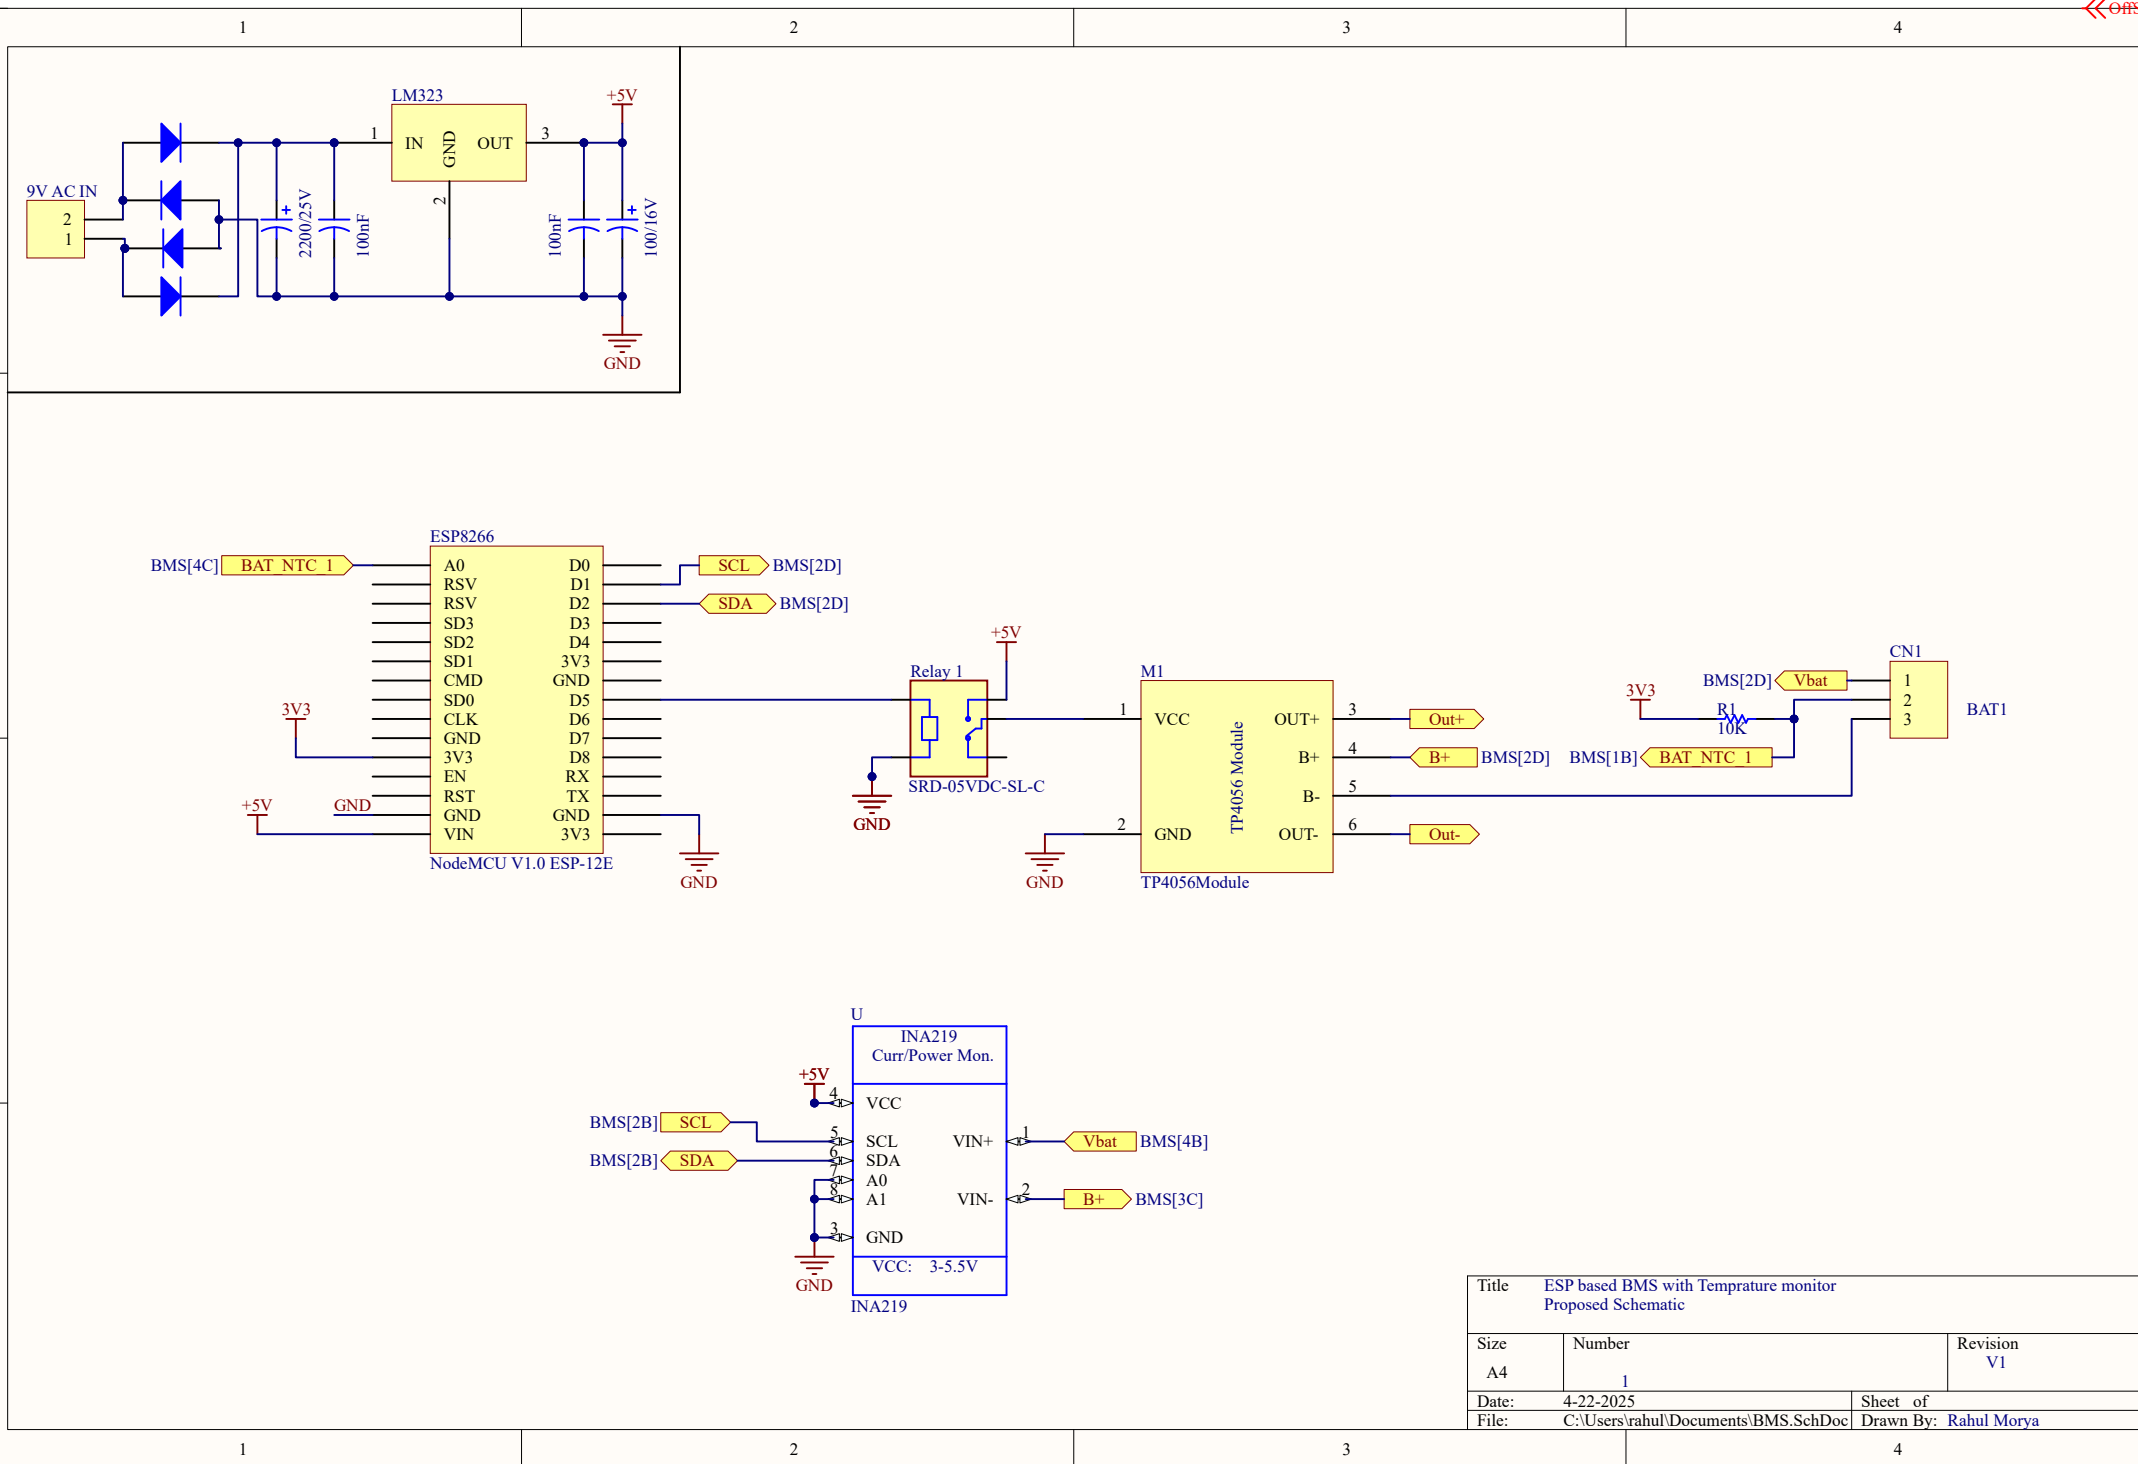 1 2 3 4
LM323
+5V
1 IN GND OUT 3
2
9V AC IN
2
1
2200/25V
100nF
100nF
100/16V
GND
ESP8266
BMS[4C] BAT_NTC_1
A0 D0
RSV D1
RSV D2
SD3 D3
SD2 D4
SD1 3V3
CMD GND
SD0 D5
CLK D6
GND D7
3V3 D8
EN RX
RST TX
GND GND
VIN 3V3
NodeMCU V1.0 ESP-12E
SCL BMS[2D]
SDA BMS[2D]
3V3
+5V
GND
GND
+5V
Relay 1
SRD-05VDC-SL-C
GND
M1
1 VCC OUT+ 3 Out+
B+ 4 B+ BMS[2D]
TP4056 Module
B- 5
2 GND OUT- 6 Out-
GND
TP4056Module
CN1
BMS[2D] Vbat 1
2
3
BAT1
3V3
R1
10K
BMS[1B] BAT_NTC_1
U
INA219
Curr/Power Mon.
+5V
4 VCC
BMS[2B] SCL
5 SCL
BMS[2B] SDA
6 SDA
7 A0
8 A1
3 GND
VIN+ 1 Vbat BMS[4B]
VIN- 2 B+ BMS[3C]
GND
VCC: 3-5.5V
INA219
Title ESP based BMS with Temprature monitor
Proposed Schematic
Size Number Revision
A4 1 V1
Date: 4-22-2025 Sheet of
File: C:\Users\rahul\Documents\BMS.SchDoc Drawn By: Rahul Morya
1 2 3 4